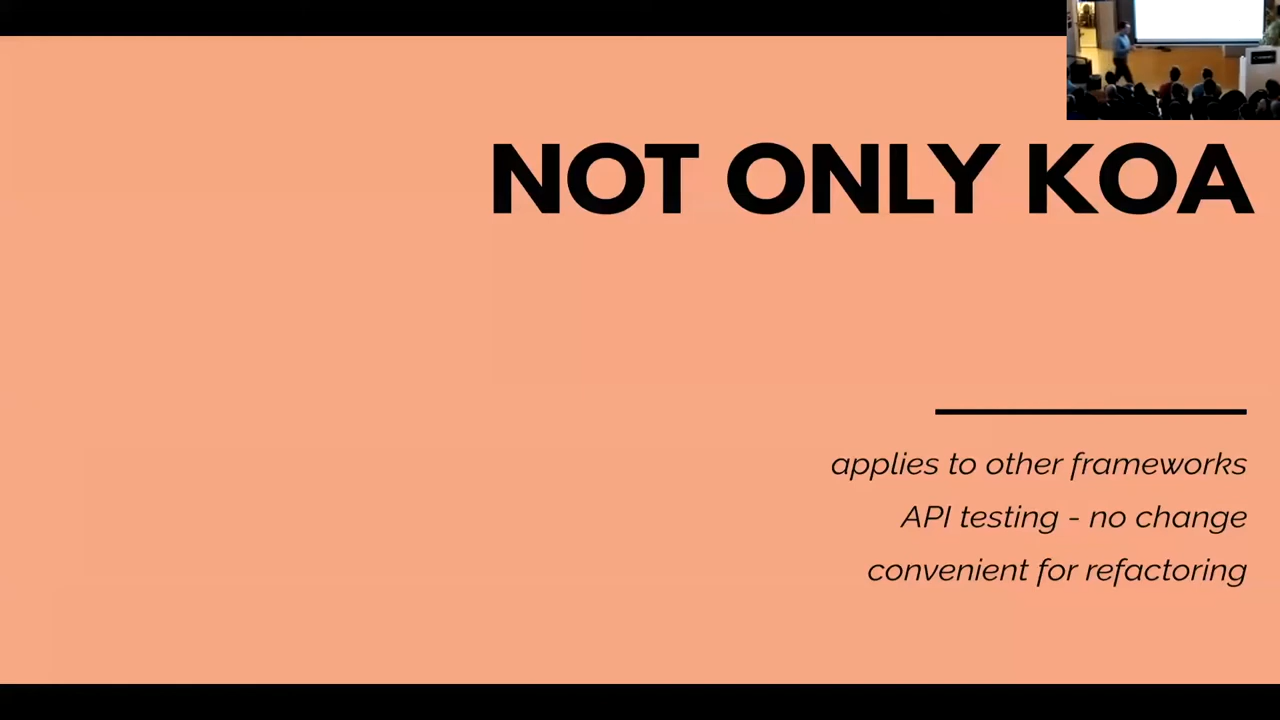 NOT ONLY KOA
applies to other frameworks
API testing - no change
convenient for refactoring